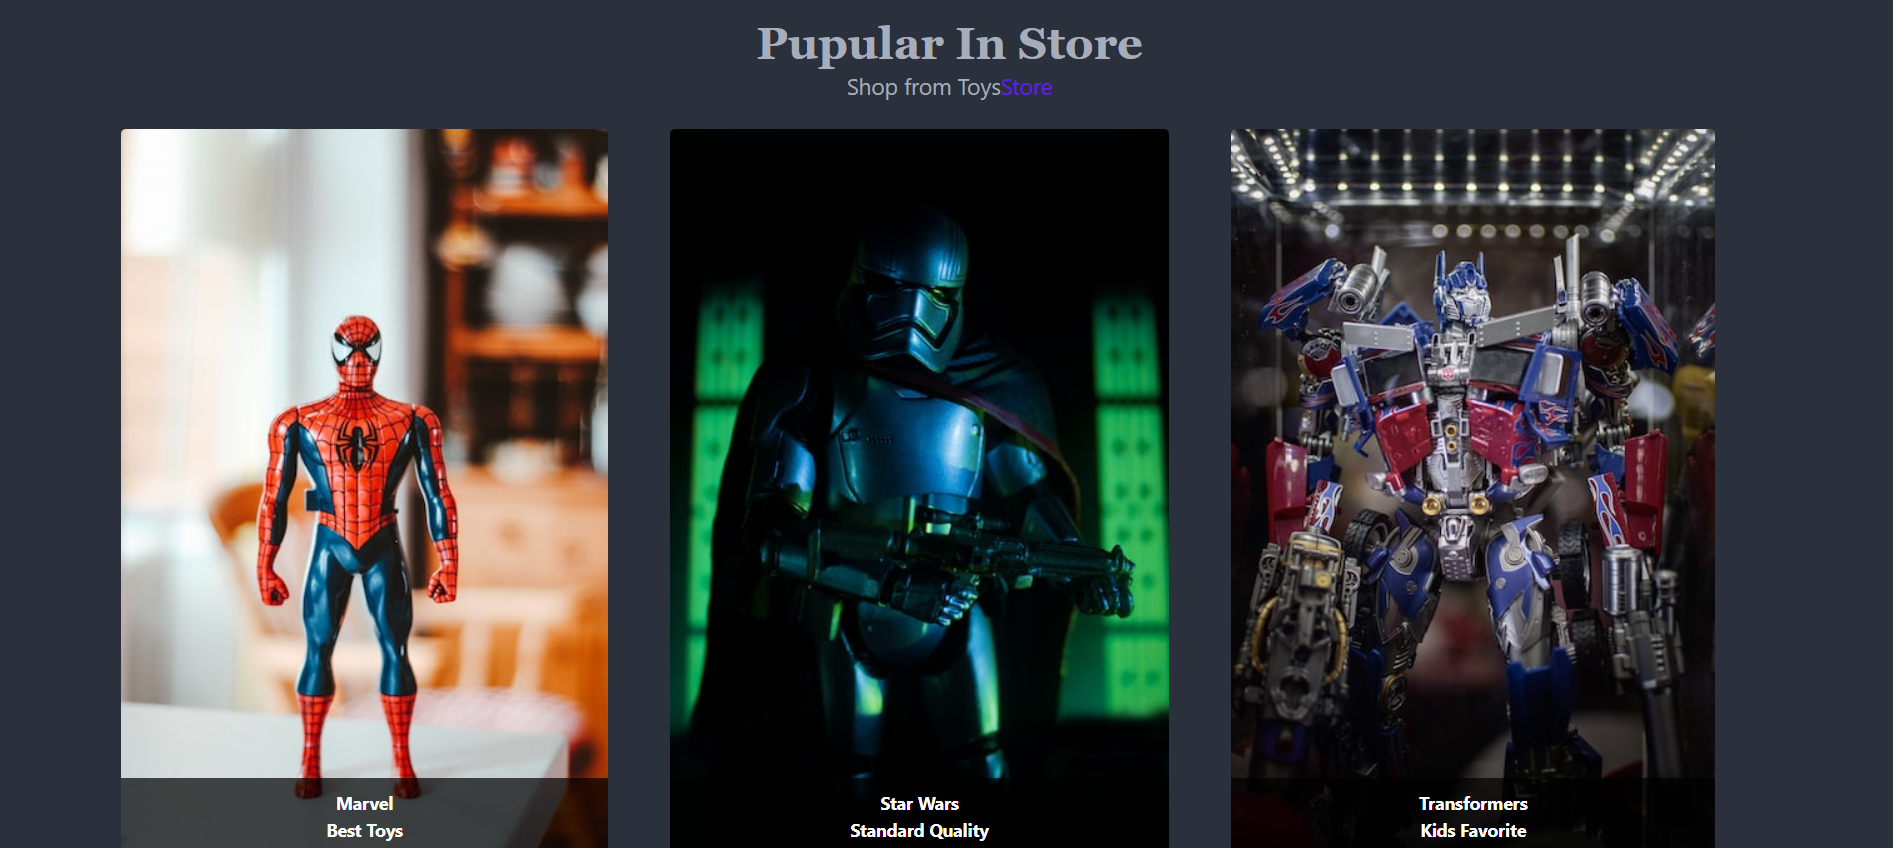 Pupular In Store
Shop from ToysStore
Marvel
Best Toys
Star Wars
Standard Quality
Transformers
Kids Favorite